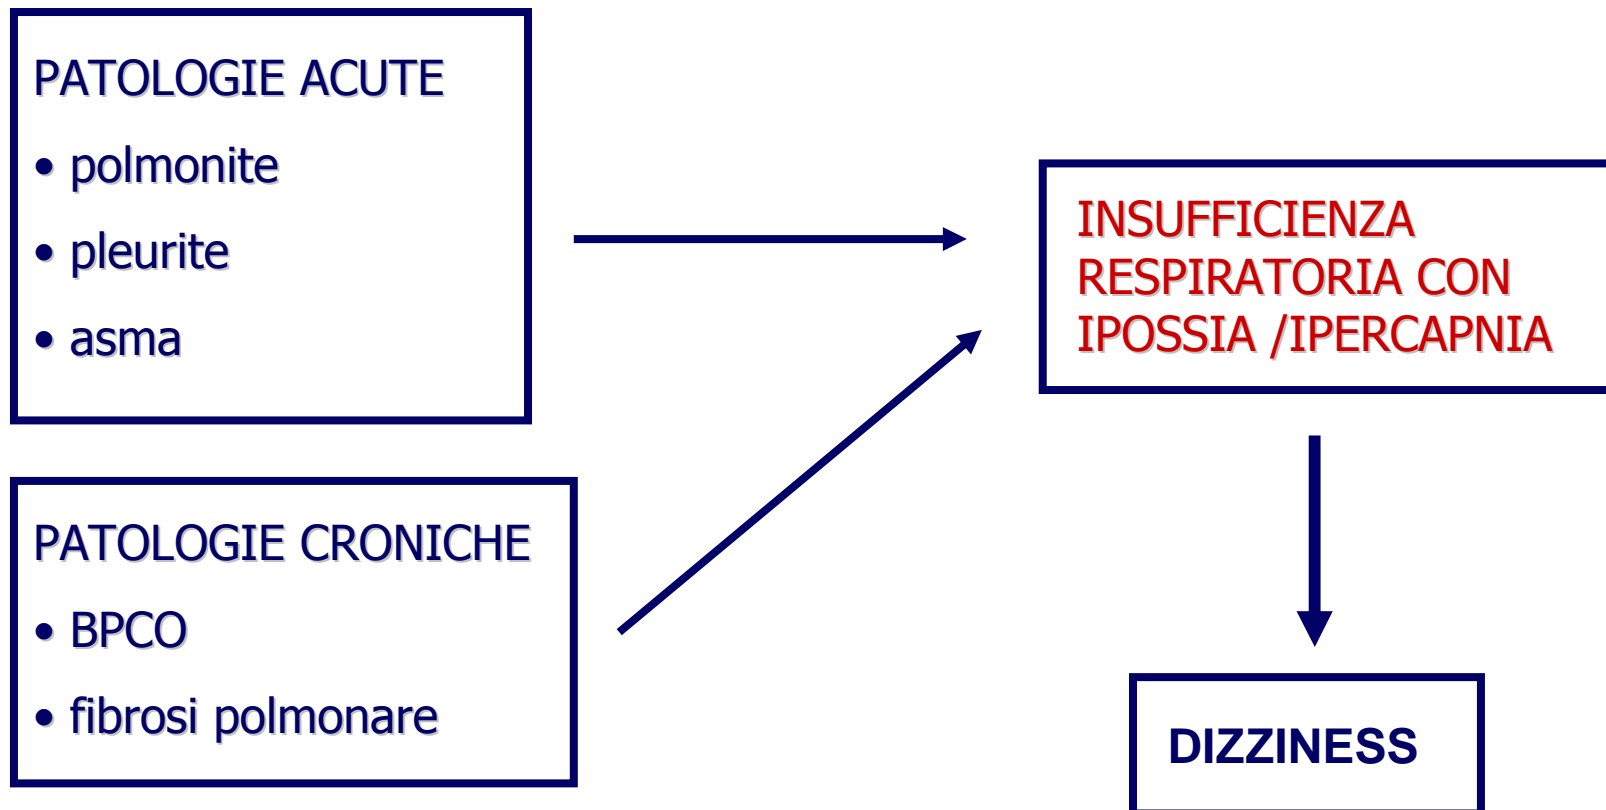 PATOLOGIE ACUTE
• polmonite
• pleurite
• asma
PATOLOGIE CRONICHE
• BPCO
• fibrosi polmonare
INSUFFICIENZA
RESPIRATORIA CON
IPOSSIA /IPERCAPNIA
DIZZINESS